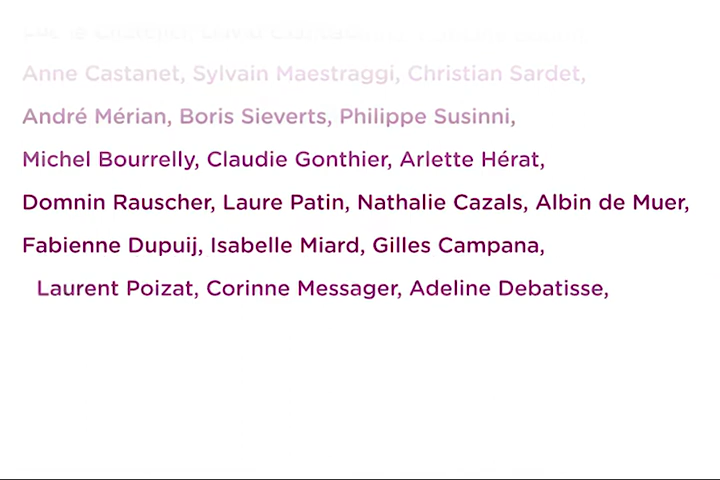 Anne Castanet, Sylvain Maestraggi, Christian Sardet,
André Mérian, Boris Sieverts, Philippe Susinni,
Michel Bourrelly, Claudie Gonthier, Arlette Hérat,
Domnin Rauscher, Laure Patin, Nathalie Cazals, Albin de Muer,
Fabienne Dupuij, Isabelle Miard, Gilles Campana,
Laurent Poizat, Corinne Messager, Adeline Debatisse,